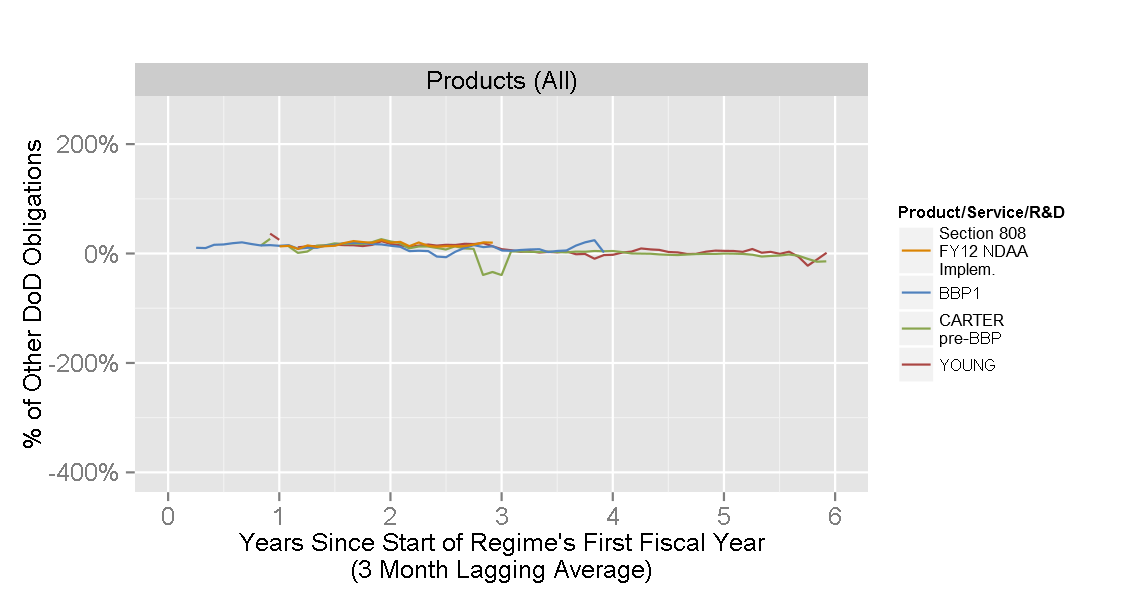 Products (All)
200%
0%
-200%
-400%
% of Other DoD Obligations
0 1 2 3 4 5 6
Years Since Start of Regime's First Fiscal Year
(3 Month Lagging Average)
Product/Service/R&D
Section 808
FY12 NDAA
Implem.
BBP1
CARTER
pre-BBP
YOUNG